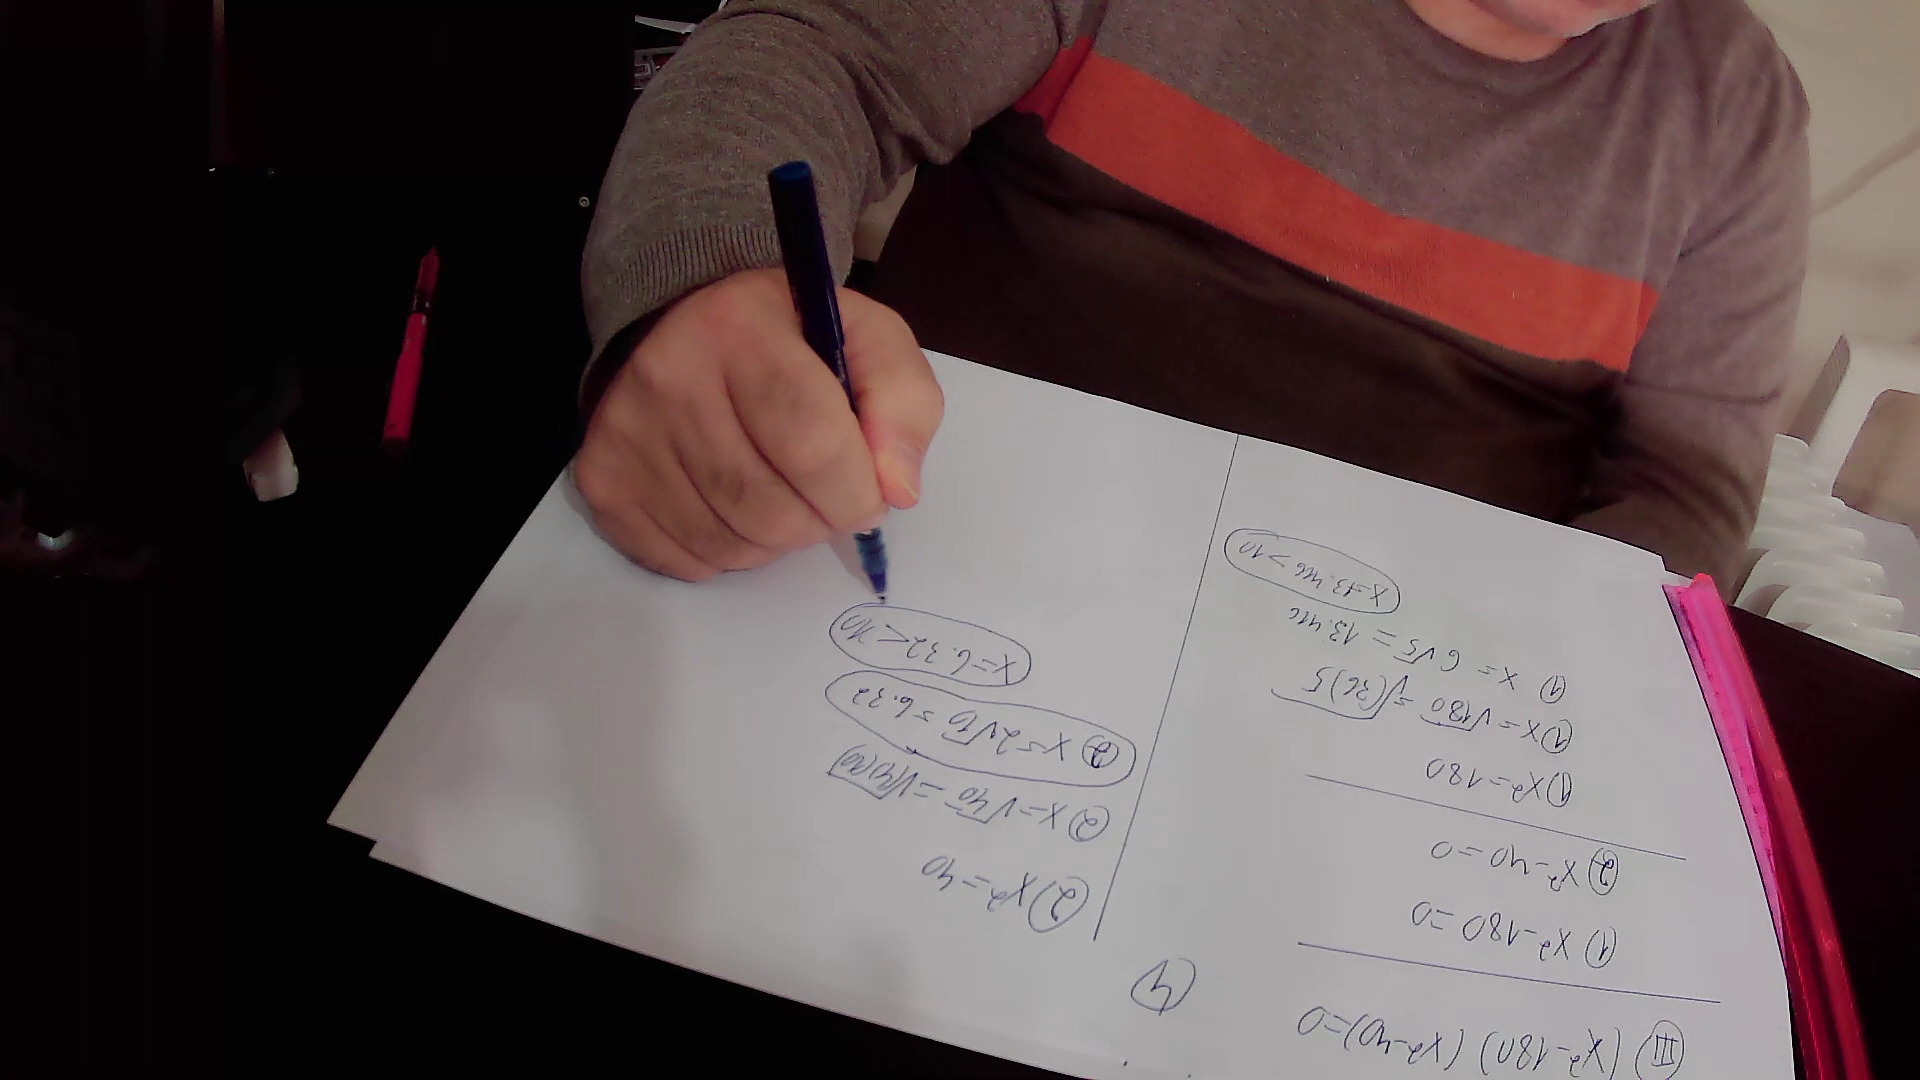 ④
III (x²-180) (x²-40)=0
① x²-180=0
② x²-40=0
① x²=180
① x=√180 = √(36)5
① x= 6√5 = 13.416
x=13.416>10
② x²=40
② x=√40 = √(4)(10)
② x=2√10 = 6.32
x=6.32<10